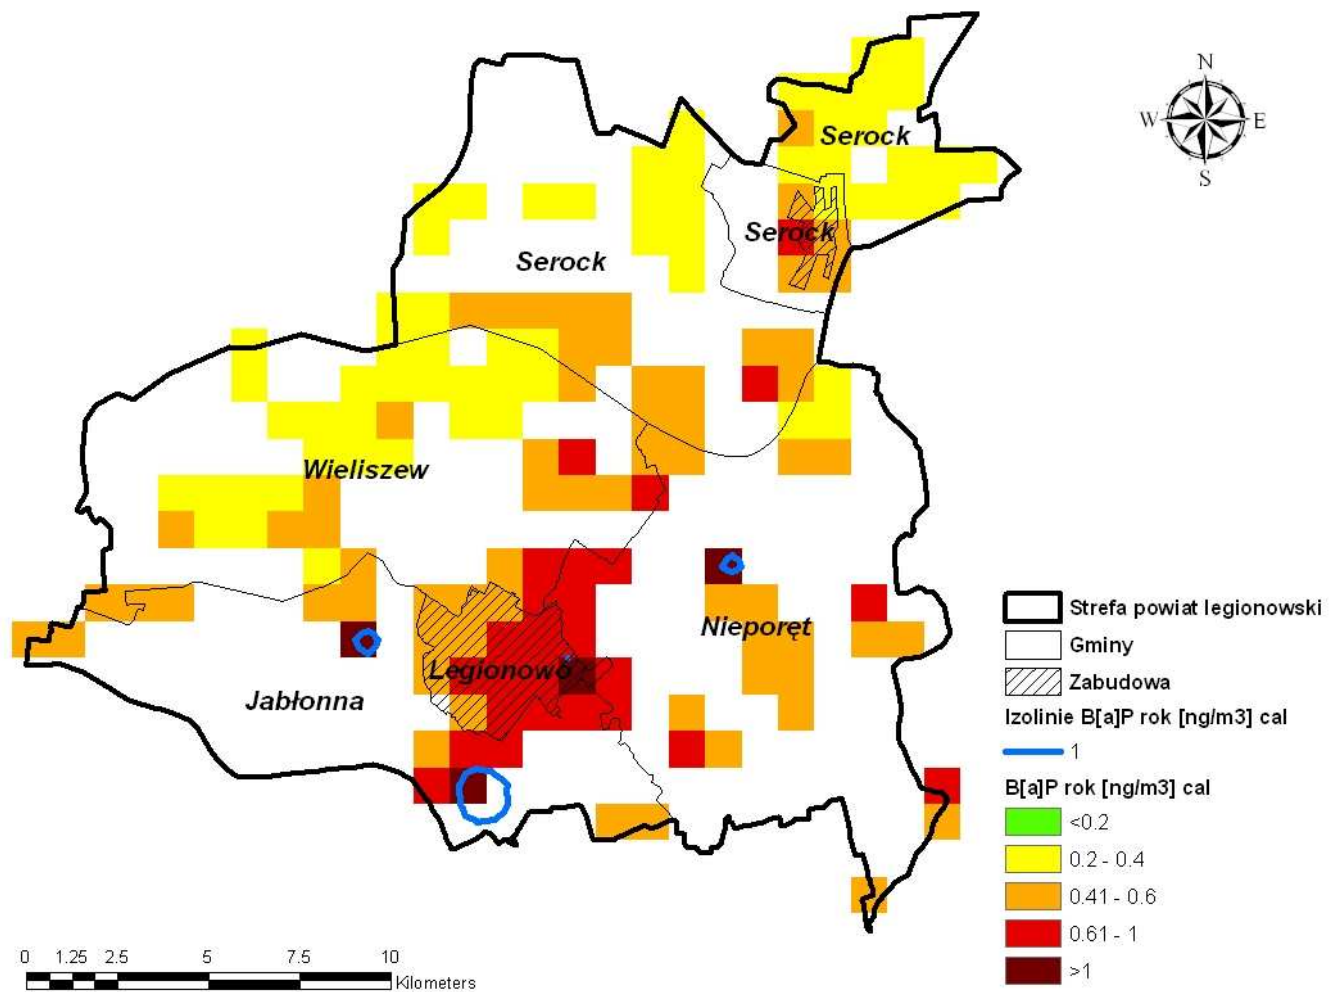 N
W E
S
Serock
Serock
Serock
Wieliszew
Nieporęt
Legionowo
Jabłonna
Strefa powiat legionowski
Gminy
Zabudowa
Izolinie B[a]P rok [ng/m3] cal
1
B[a]P rok [ng/m3] cal
<0.2
0.2 - 0.4
0.41 - 0.6
0.61 - 1
>1
0 1.25 2.5 5 7.5 10
Kilometers